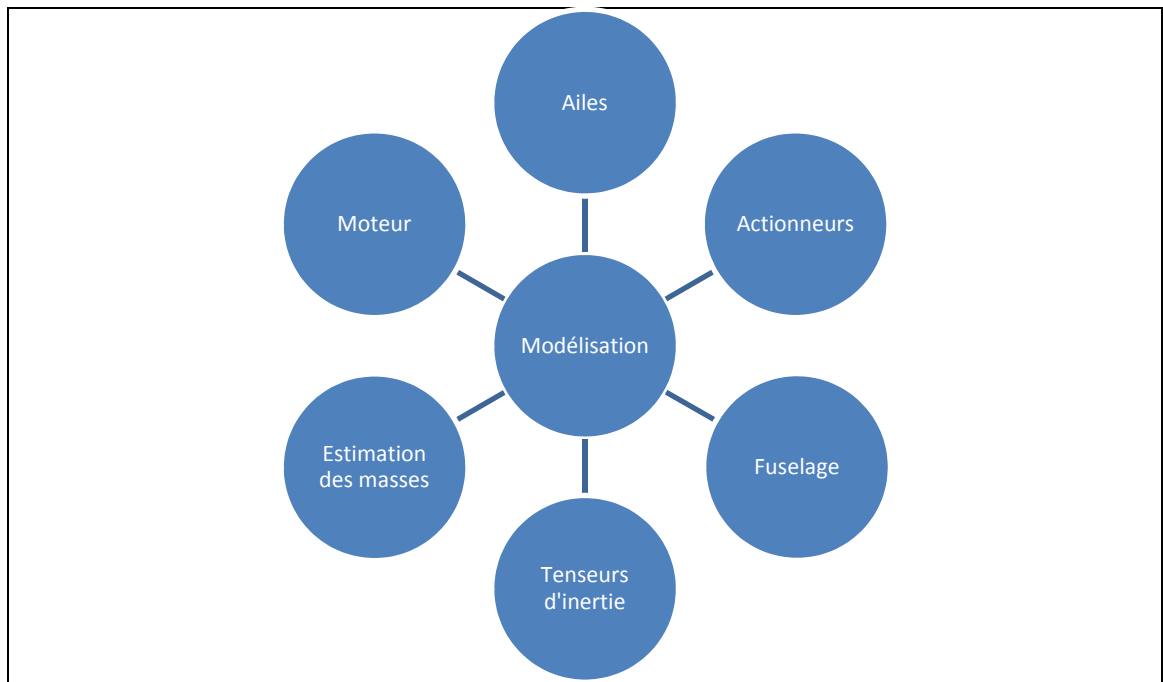 Ailes
Moteur
Actionneurs
Modélisation
Estimation
des masses
Fuselage
Tenseurs
d'inertie